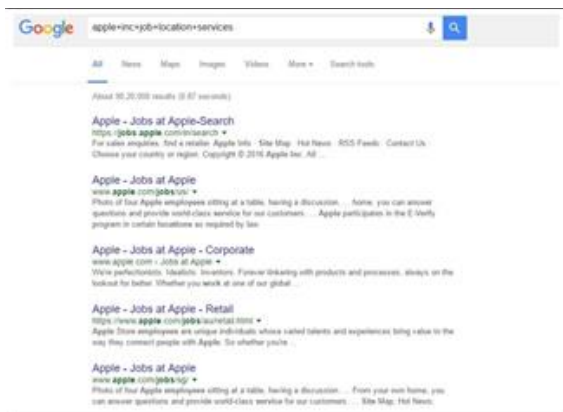 Google
apple+inc+job+location+services
All News Maps Images Videos More Search tools
About 98,20,000 results (0.87 seconds)
Apple - Jobs at Apple-Search
https://jobs.apple.com/in/search
For sales enquiries, find a retailer. Apple Info · Site Map · Hot News · RSS Feeds · Contact Us ·
Choose your country or region. Copyright © 2016 Apple Inc. All ...
Apple - Jobs at Apple
www.apple.com/jobs/us/
Photo of four Apple employees sitting at a table, having a discussion. ... home, you can answer
questions and provide world-class service for our customers. ... Apple participates in the E-Verify
program in certain locations as required by law.
Apple - Jobs at Apple - Corporate
www.apple.com › Jobs at Apple
We're perfectionists. Idealists. Inventors. Forever tinkering with products and processes, always on the
lookout for better. Whether you work at one of our global ...
Apple - Jobs at Apple - Retail
https://www.apple.com/jobs/au/retail.html
Apple Store employees are unique individuals whose varied talents and experiences bring value to the
way they connect people with Apple. So whether you're ...
Apple - Jobs at Apple
www.apple.com/jobs/sg/
Photo of four Apple employees sitting at a table, having a discussion. ... From your own home, you
can answer questions and provide world-class service for our customers. ... Site Map; Hot News;